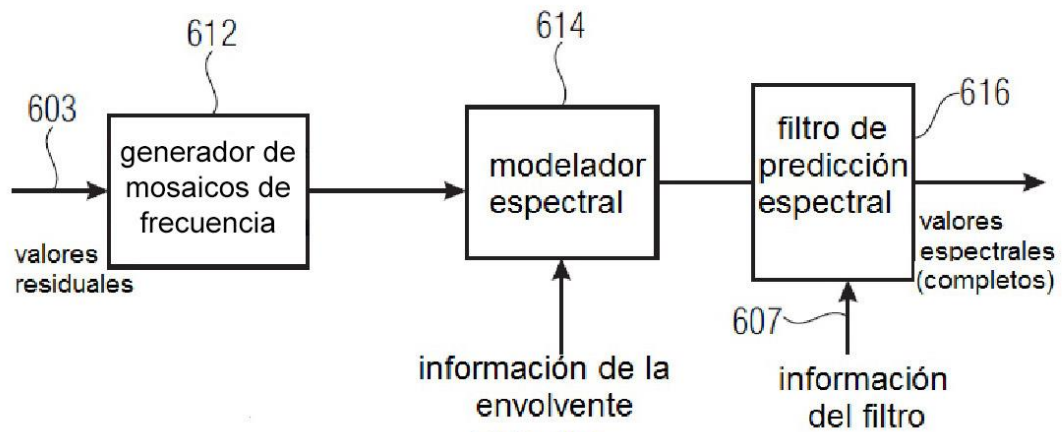 612
614
603
616
generador de
mosaicos de
frecuencia
modelador
espectral
filtro de
predicción
espectral
valores
residuales
valores
espectrales
(completos)
607
información de la
envolvente
información
del filtro